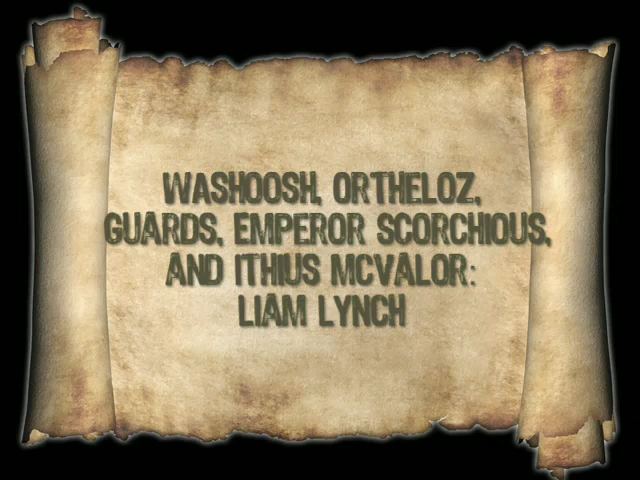 WASHOOSH, ORTHELOZ,
GUARDS, EMPEROR SCORCHIOUS,
AND ITHIUS MCVALOR:
LIAM LYNCH